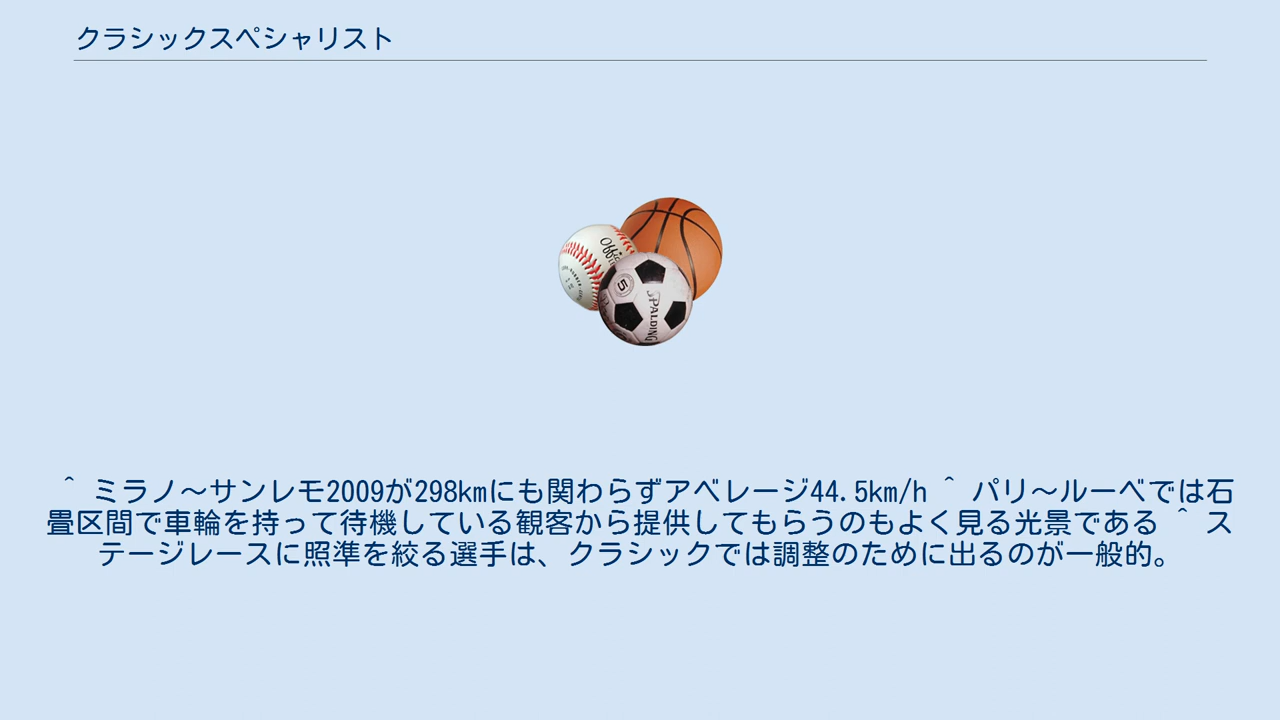 クラシックスペシャリスト
Offic
5
SPALDING
^ ミラノ～サンレモ2009が298kmにも関わらずアベレージ44.5km/h ^ パリ～ルーベでは石
畳区間で車輪を持って待機している観客から提供してもらうのもよく見る光景である ^ ス
テージレースに照準を絞る選手は、クラシックでは調整のために出るのが一般的。